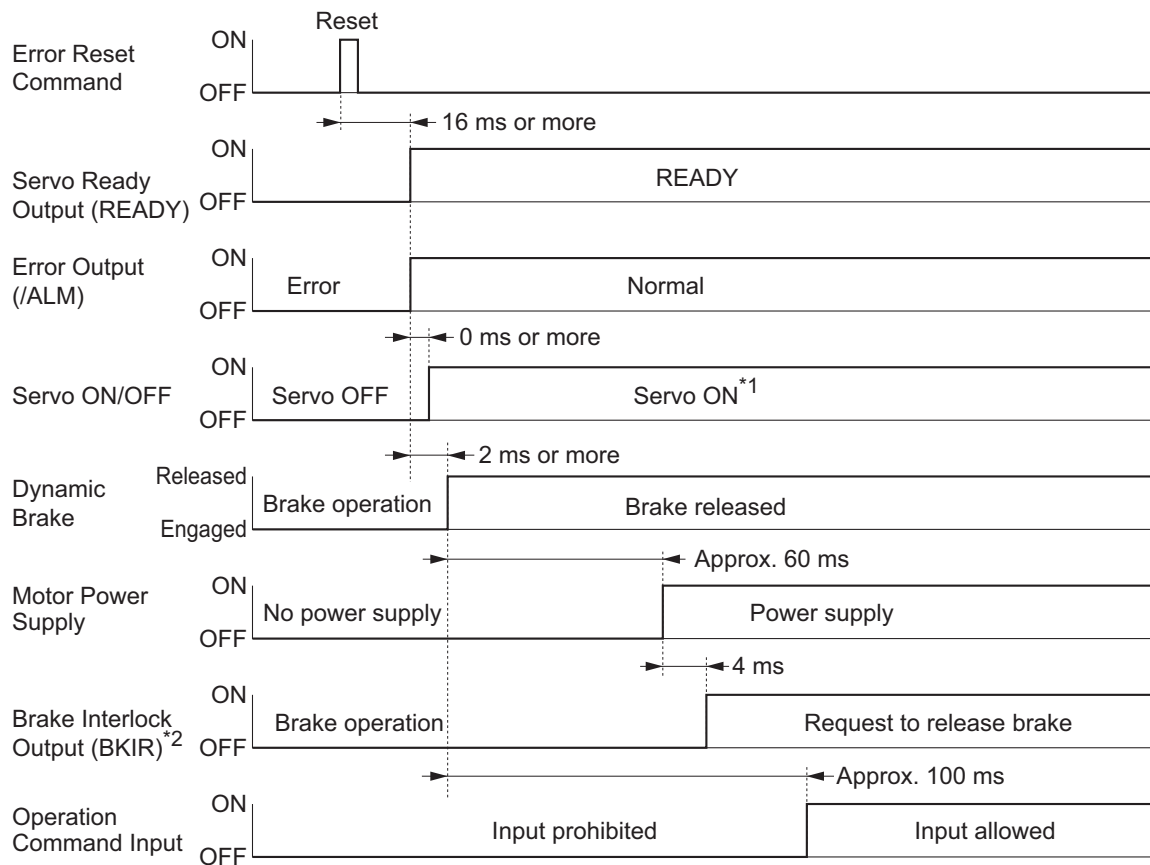 Reset
Error Reset
Command
ON
OFF
16 ms or more
Servo Ready
Output (READY)
ON
OFF
READY
Error Output
(/ALM)
ON
OFF
Error
Normal
0 ms or more
Servo ON/OFF
ON
OFF
Servo OFF
Servo ON*1
2 ms or more
Dynamic
Brake
Released
Engaged
Brake operation
Brake released
Approx. 60 ms
Motor Power
Supply
ON
OFF
No power supply
Power supply
4 ms
Brake Interlock
Output (BKIR)*2
ON
OFF
Brake operation
Request to release brake
Approx. 100 ms
Operation
Command Input
ON
OFF
Input prohibited
Input allowed